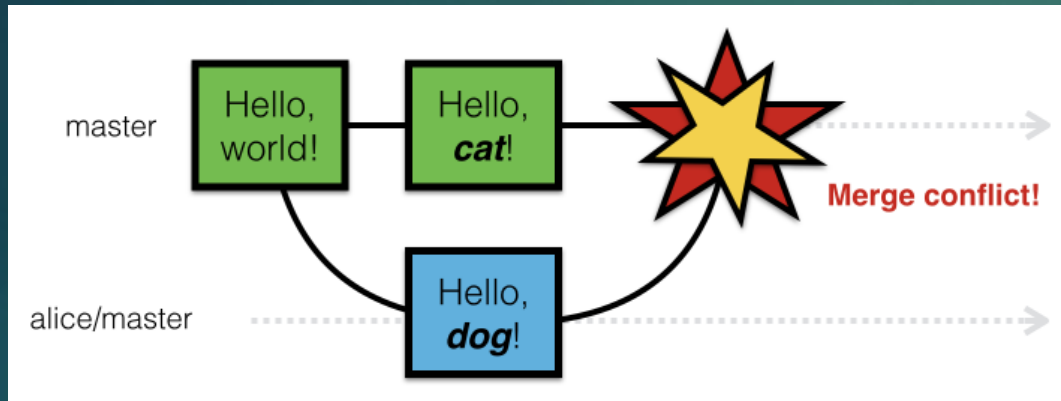 master
Hello,
world!
Hello,
cat!
Merge conflict!
alice/master
Hello,
dog!